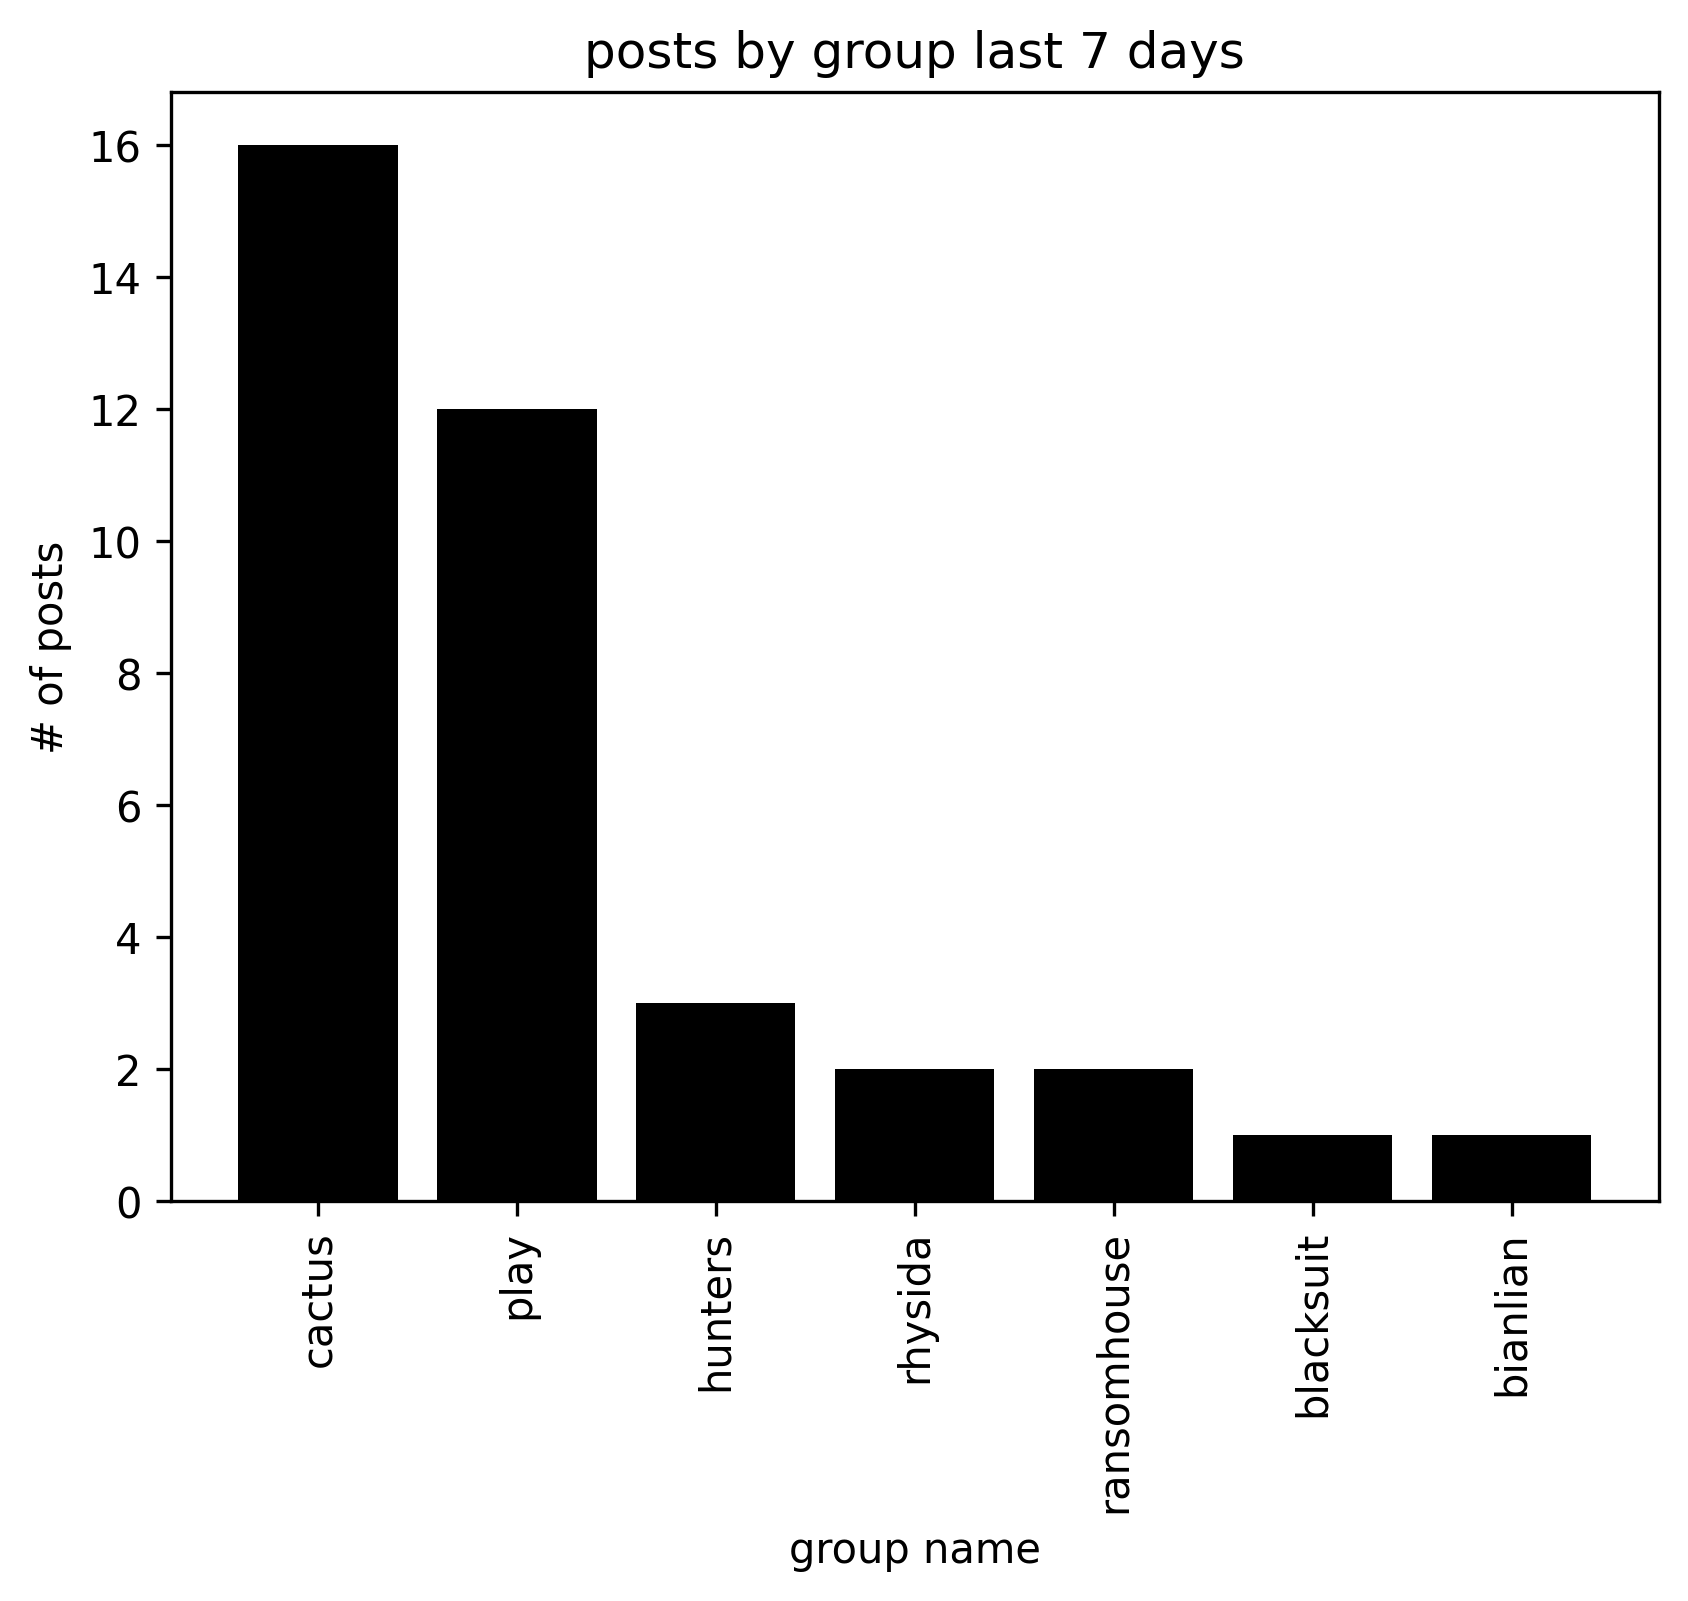 posts by group last 7 days
# of posts
16
14
12
10
8
6
4
2
0
cactus
play
hunters
rhysida
ransomhouse
blacksuit
bianlian
group name